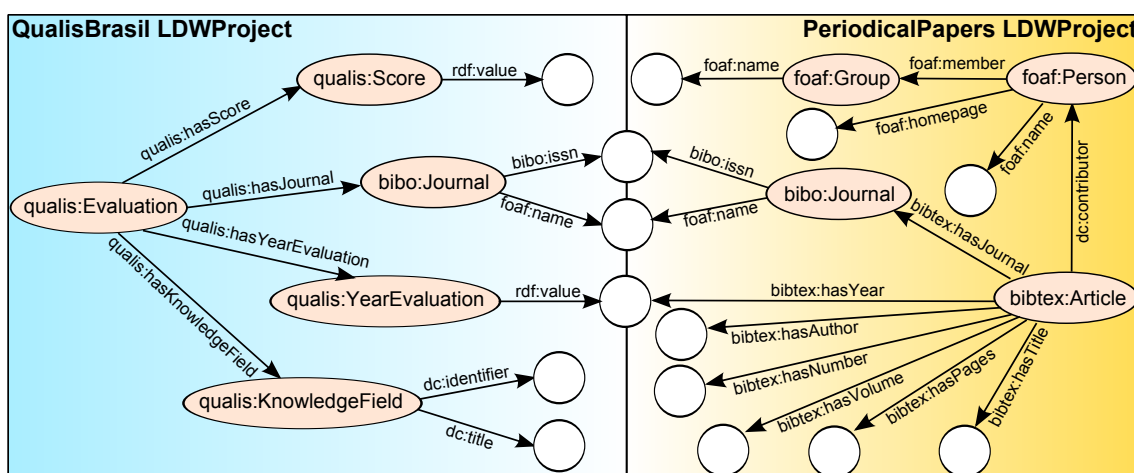 QualisBrasil LDWProject
PeriodicalPapers LDWProject
qualis:Score
rdf:value
qualis:hasScore
qualis:Evaluation
qualis:hasJournal
bibo:Journal
bibo:issn
foaf:name
qualis:hasYearEvaluation
qualis:YearEvaluation
rdf:value
qualis:hasKnowledgeField
qualis:KnowledgeField
dc:identifier
dc:title
foaf:name
foaf:Group
foaf:member
foaf:Person
foaf:homepage
foaf:name
dc:contributor
bibo:issn
bibo:Journal
foaf:name
bibtex:hasJournal
bibtex:Article
bibtex:hasYear
bibtex:hasAuthor
bibtex:hasNumber
bibtex:hasVolume
bibtex:hasPages
bibtex:hasTitle